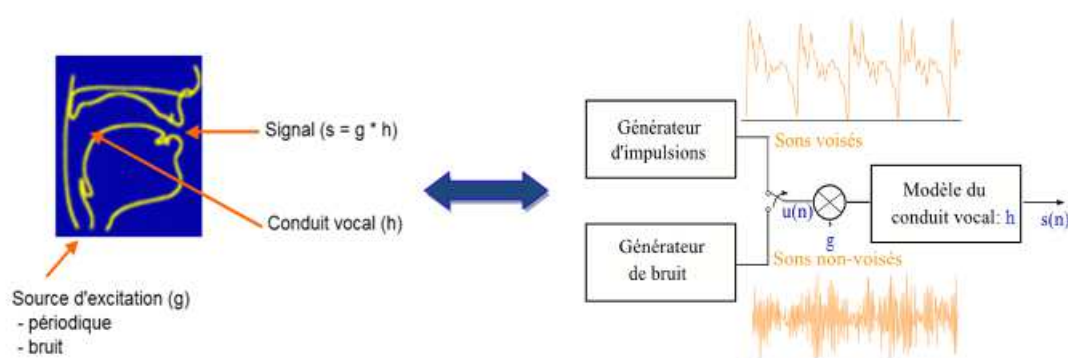 Signal (s = g * h)
Conduit vocal (h)
Source d'excitation (g)
- périodique
- bruit
Générateur
d'impulsions
Sons voisés
Générateur
de bruit
Sons non-voisés
u(n)
g
Modèle du
conduit vocal: h
s(n)